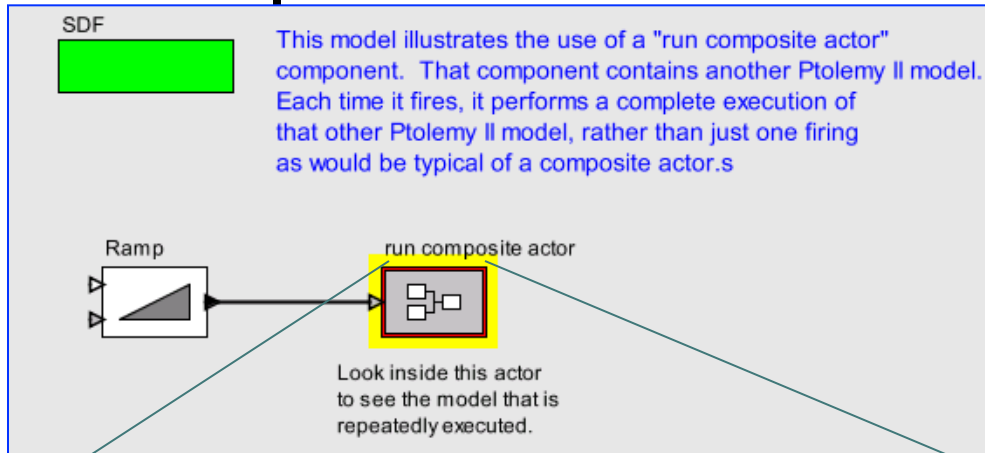 SDF
This model illustrates the use of a "run composite actor"
component.  That component contains another Ptolemy II model.
Each time it fires, it performs a complete execution of
that other Ptolemy II model, rather than just one firing
as would be typical of a composite actor.s
Ramp
run composite actor
Look inside this actor
to see the model that is
repeatedly executed.